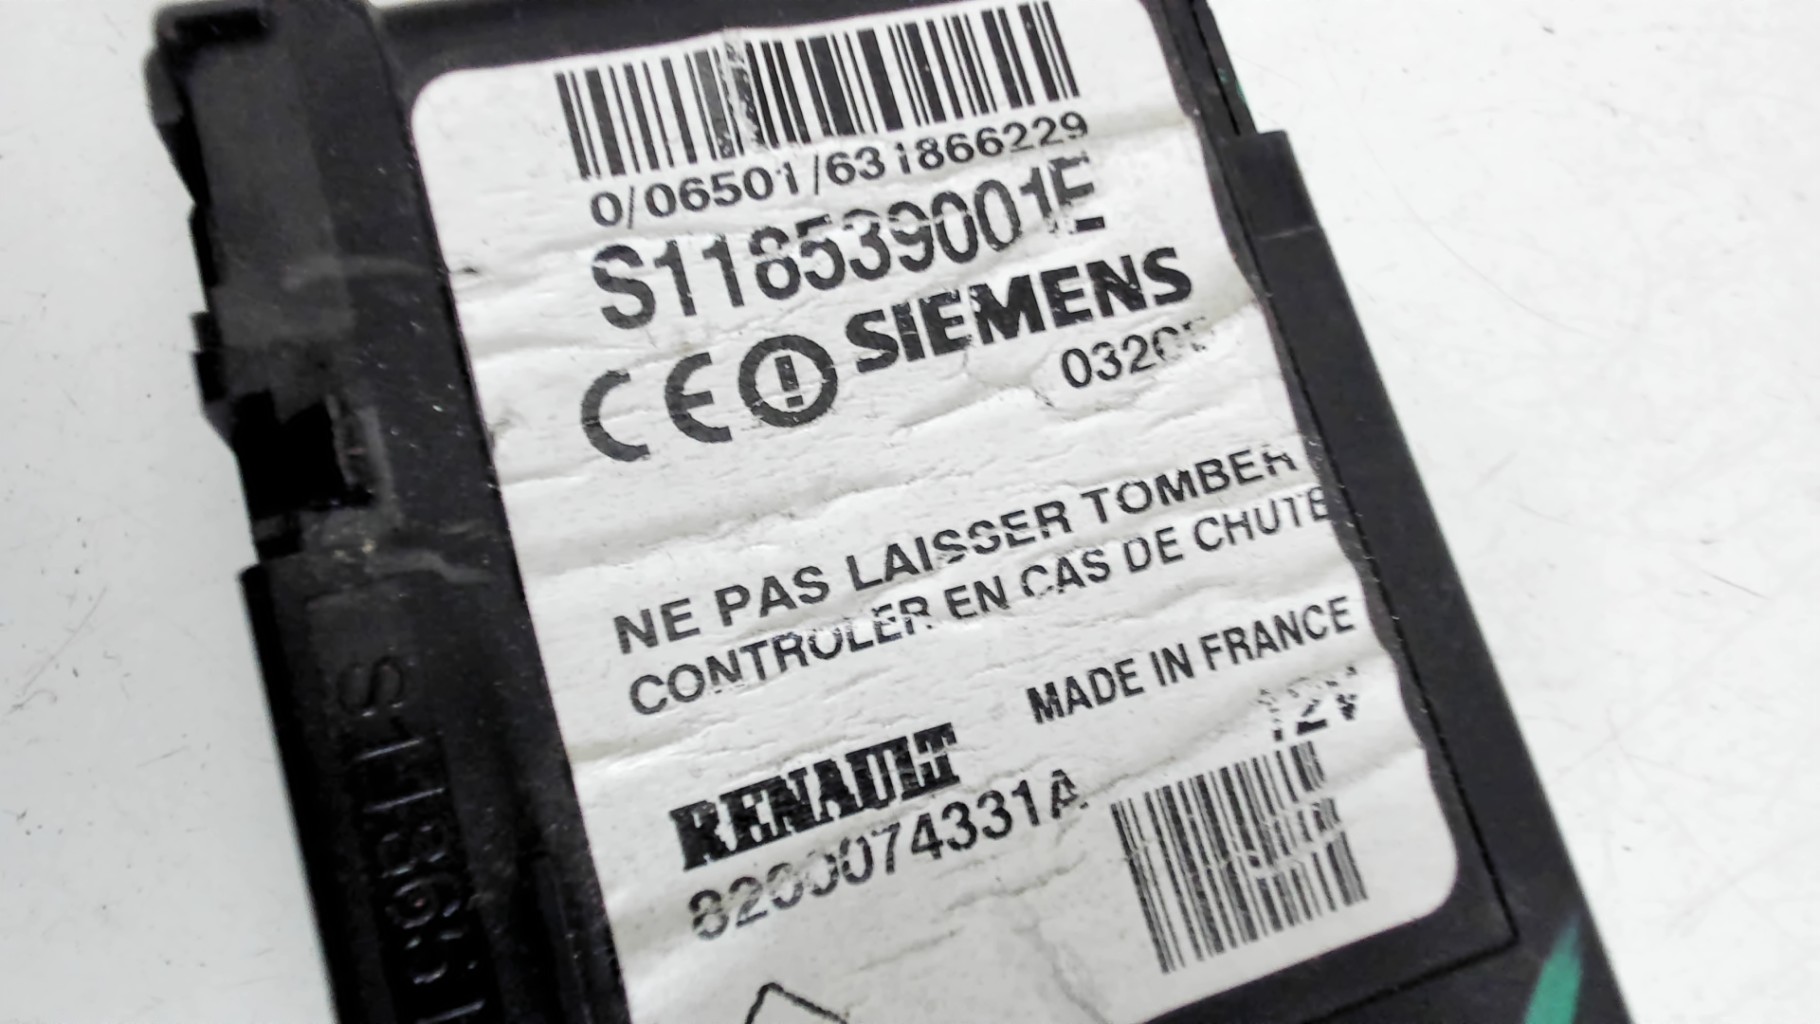 0/06501/631866229
S118539001E
CE SIEMENS
NE PAS LAISSER TOMBER
CONTROLER EN CAS DE CHUTE
MADE IN FRANCE
12V
RENAULT
8200074331A